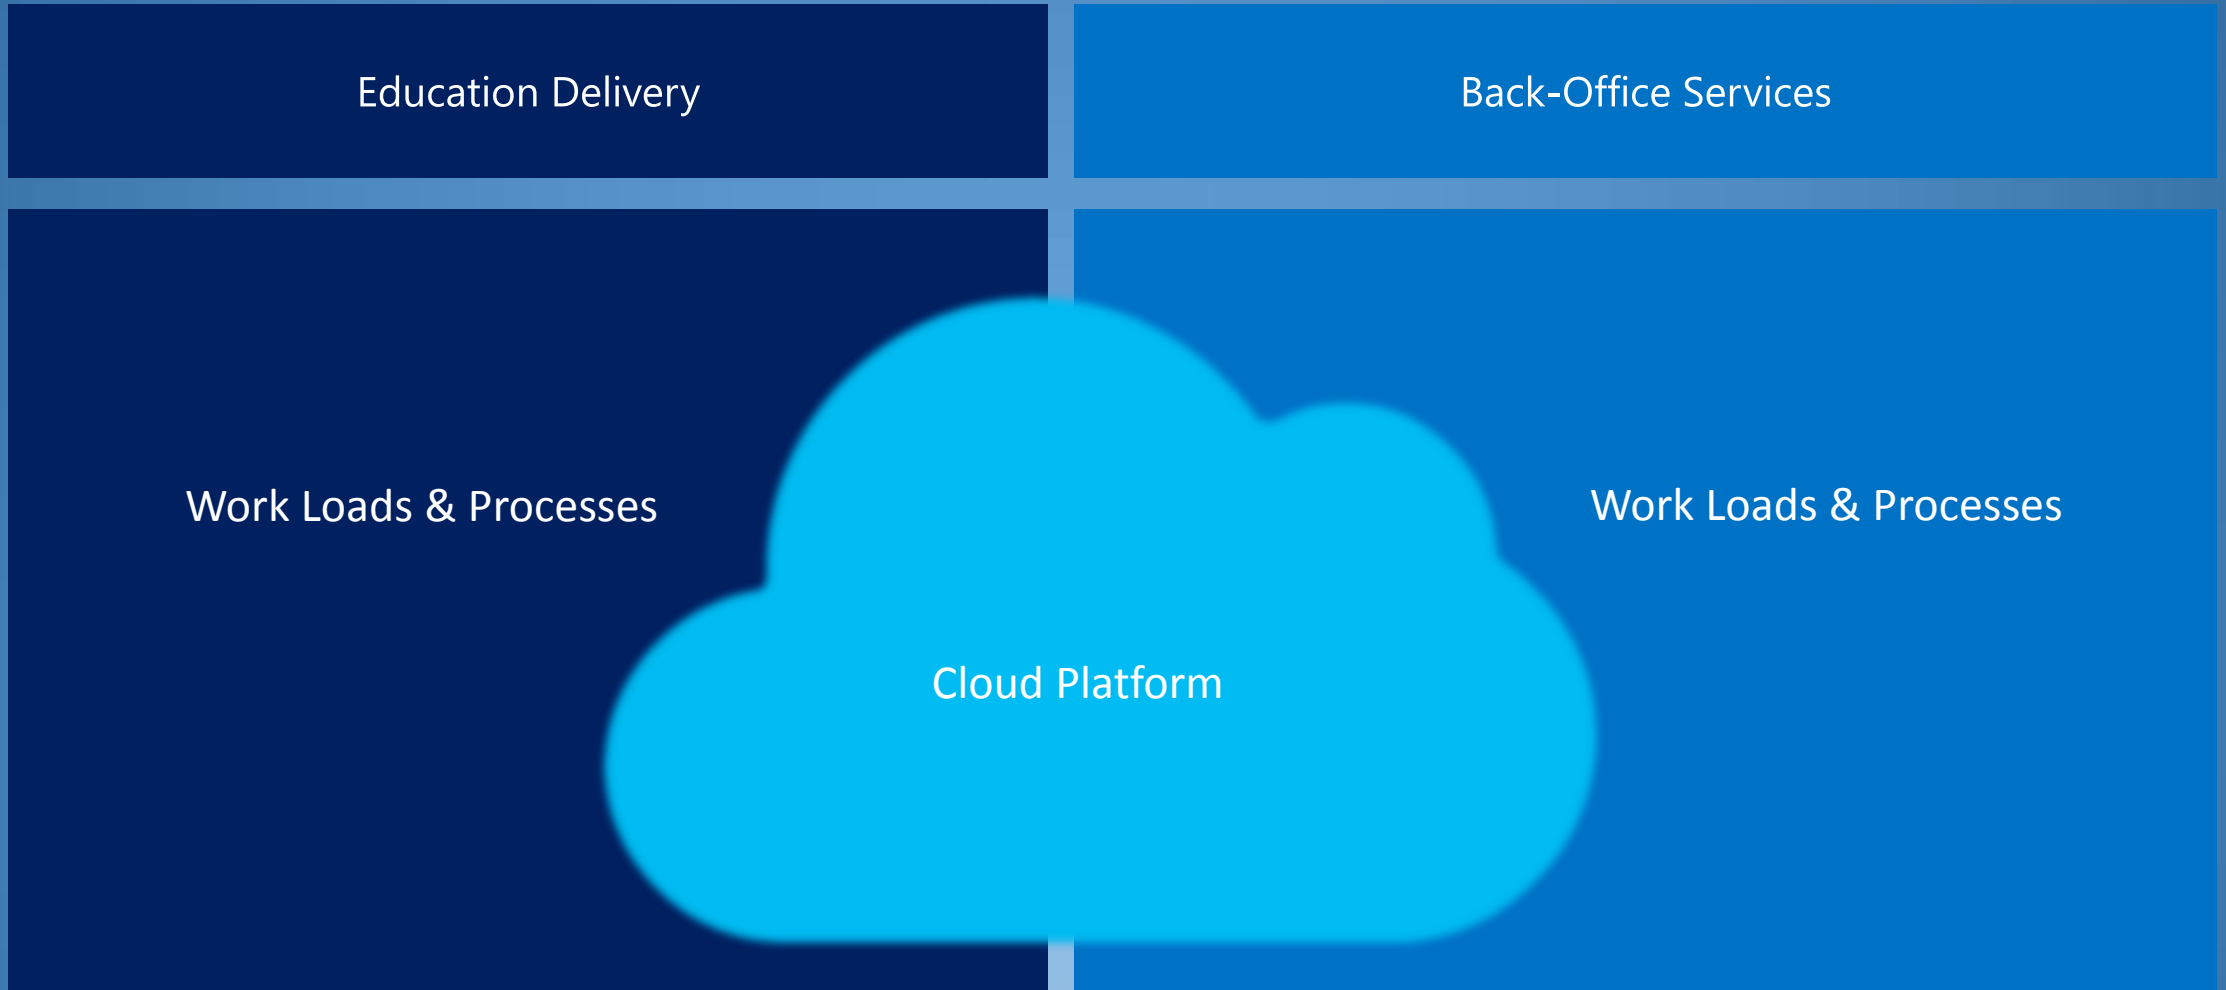 Education Delivery
Back-Office Services
Work Loads & Processes
Work Loads & Processes
Cloud Platform